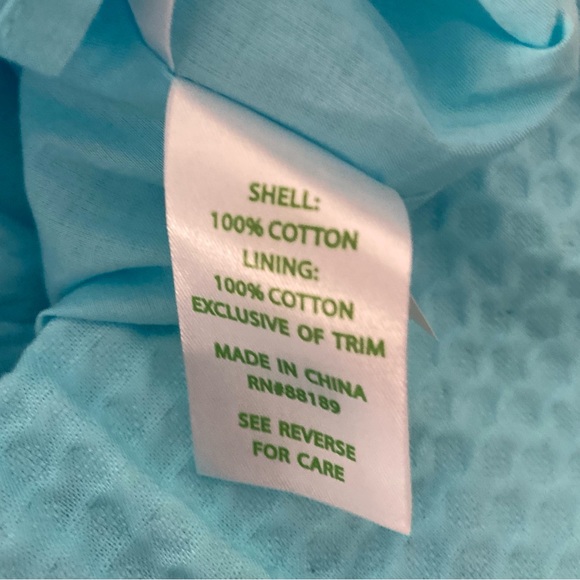 SHELL:
100% COTTON
LINING:
100% COTTON
EXCLUSIVE OF TRIM
MADE IN CHINA
RN#88189
SEE REVERSE
FOR CARE